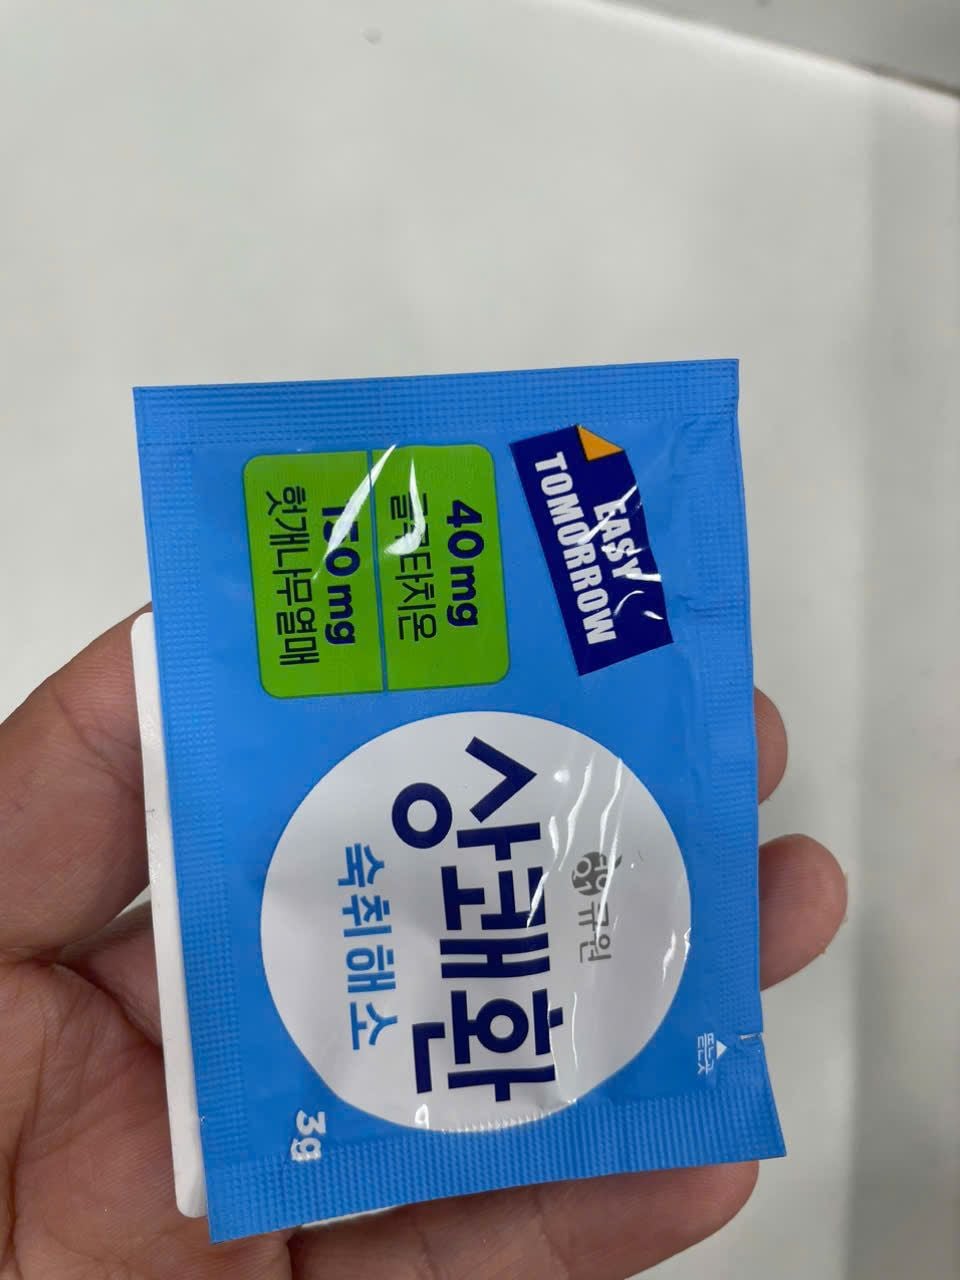 EASY
TOMORROW
40 mg
글루타치온
150 mg
헛개나무열매
큐원
상쾌환
숙취해소
3g